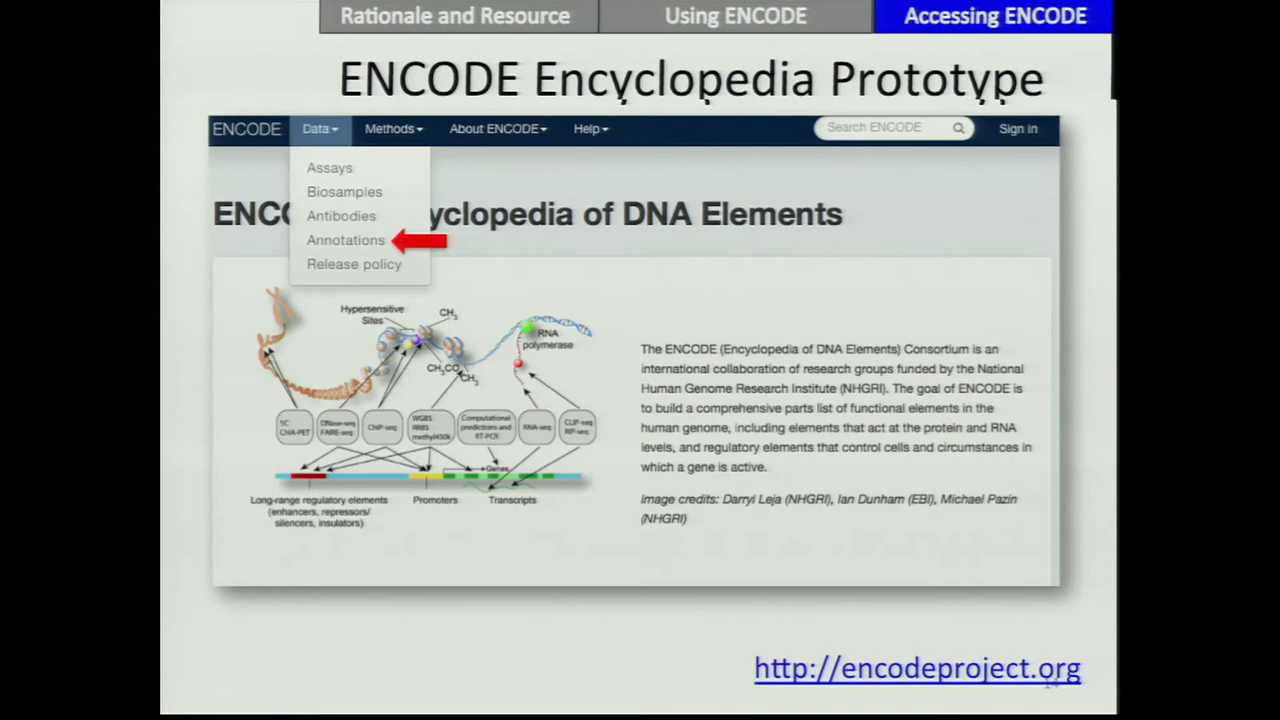 Rationale and Resource
Using ENCODE
Accessing ENCODE
ENCODE Encyclopedia Prototype
ENCODE
Data
Methods
About ENCODE
Help
Search ENCODE
Sign in
Assays
Biosamples
Antibodies
Annotations
Release policy
ENCO
yclopedia of DNA Elements
Hypersensitive
Sites
CH3
RNA
polymerase
CH3CO
CH3
5C
ChIA-PET
DNase-seq
FAIRE-seq
ChIP-seq
WGBS
RRBS
methyl450k
Computational
predictions and
RT-PCR
RNA-seq
CLIP-seq
RIP-seq
Genes
Long-range regulatory elements
(enhancers, repressors/
silencers, insulators)
Promoters
Transcripts
The ENCODE (Encyclopedia of DNA Elements) Consortium is an
international collaboration of research groups funded by the National
Human Genome Research Institute (NHGRI). The goal of ENCODE is
to build a comprehensive parts list of functional elements in the
human genome, including elements that act at the protein and RNA
levels, and regulatory elements that control cells and circumstances in
which a gene is active.
Image credits: Darryl Leja (NHGRI), Ian Dunham (EBI), Michael Pazin
(NHGRI)
http://encodeproject.org
14